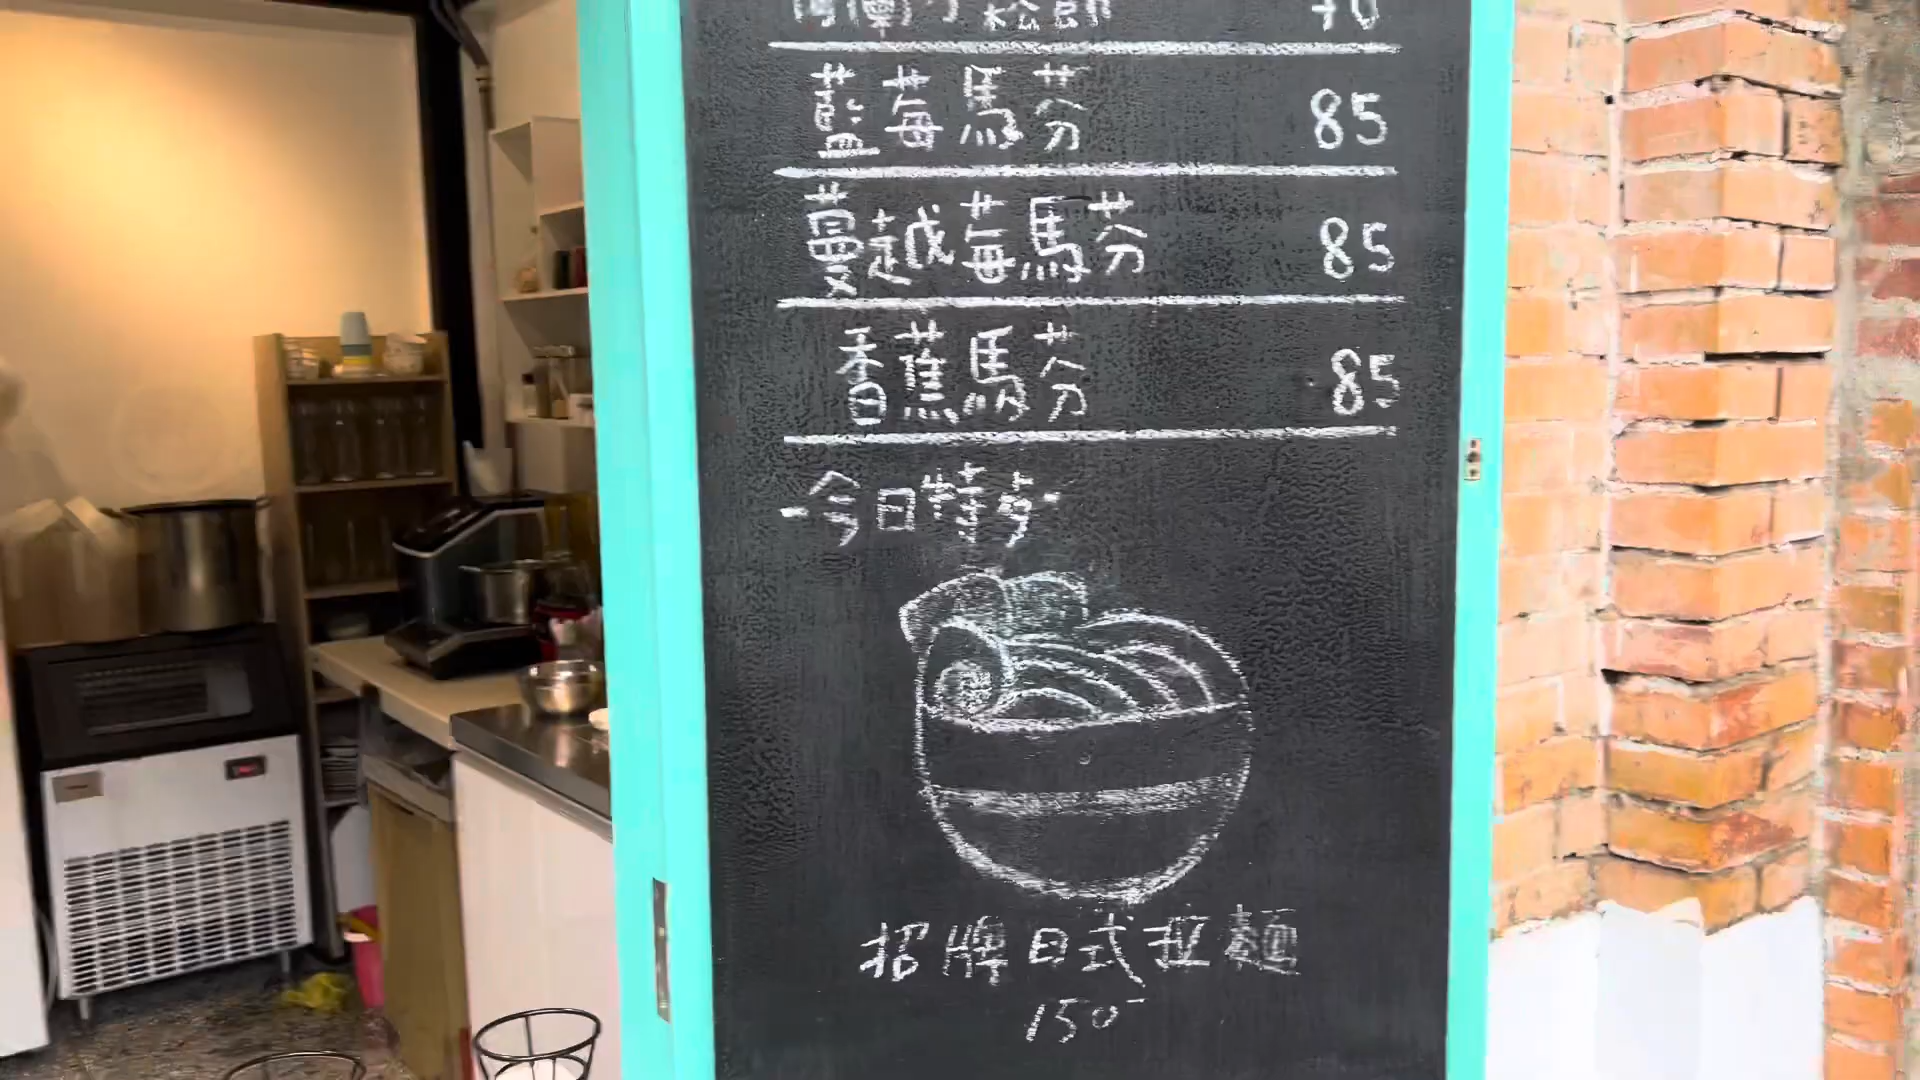 藍莓馬芬 85
蔓越莓馬芬 85
香蕉馬芬 85
-今日特多-
招牌日式拉麵
150-